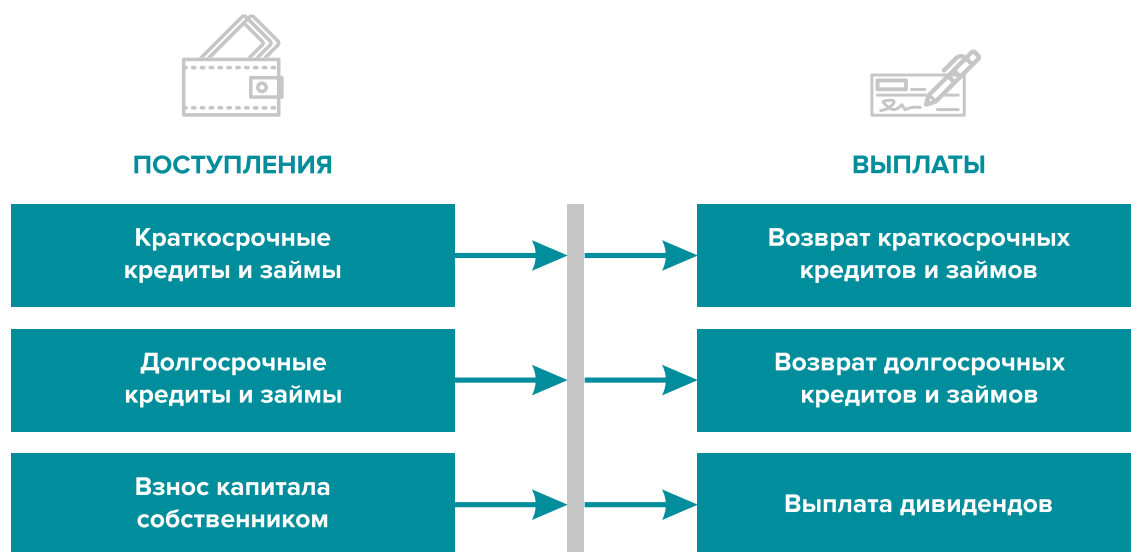 ПОСТУПЛЕНИЯ
ВЫПЛАТЫ
Краткосрочные
кредиты и займы
Возврат краткосрочных
кредитов и займов
Долгосрочные
кредиты и займы
Возврат долгосрочных
кредитов и займов
Взнос капитала
собственником
Выплата дивидендов